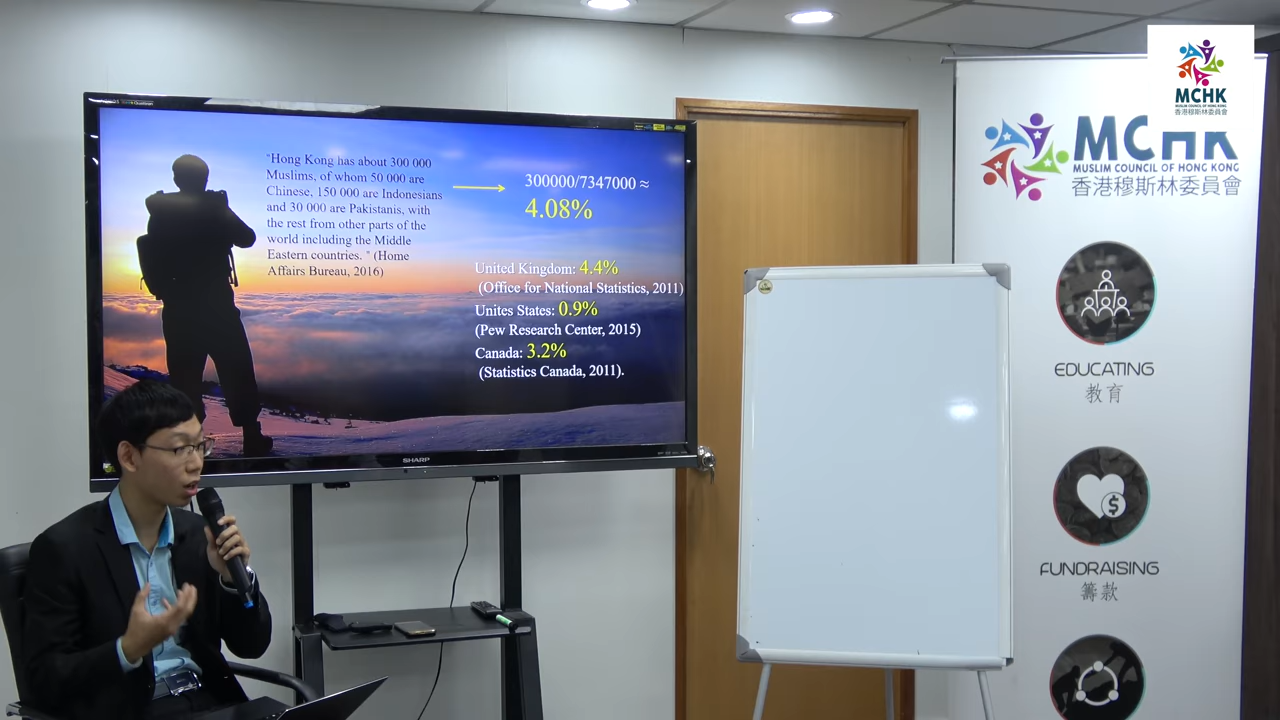 "Hong Kong has about 300 000
Muslims, of whom 50 000 are
Chinese, 150 000 are Indonesians
and 30 000 are Pakistanis, with
the rest from other parts of the
world including the Middle
Eastern countries. " (Home
Affairs Bureau, 2016)
300000/7347000 ≈
4.08%
United Kingdom: 4.4%
(Office for National Statistics, 2011)
Unites States: 0.9%
(Pew Research Center, 2015)
Canada: 3.2%
(Statistics Canada, 2011).
SHARP
MCHK
MUSLIM COUNCIL OF HONG KONG
香港穆斯林委員會
MCHK
MUSLIM COUNCIL OF HONG KONG
香港穆斯林委員會
EDUCATING
教育
FUNDRAISING
籌款